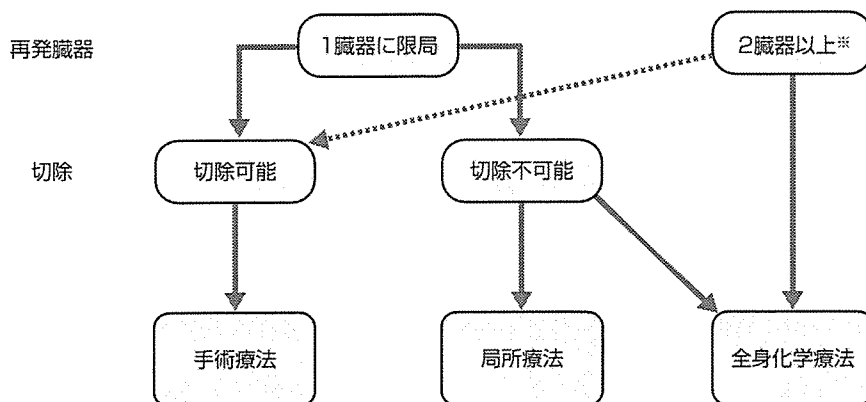 再発臓器
1臓器に限局
2臓器以上※
切除
切除可能
切除不可能
手術療法
局所療法
全身化学療法